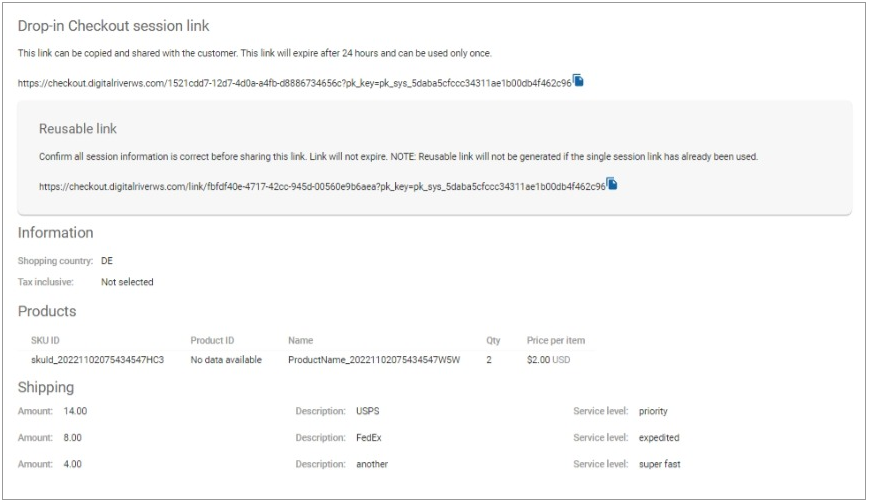 Drop-in Checkout session link
This link can be copied and shared with the customer. This link will expire after 24 hours and can be used only once.
https://checkout.digitalriverws.com/1521cdd7-12d7-4d0a-a4fb-d8886734656c?pk_key=pk_sys_5daba5cfccc34311ae1b00db4f462c96
Reusable link
Confirm all session information is correct before sharing this link. Link will not expire. NOTE: Reusable link will not be generated if the single session link has already been used.
https://checkout.digitalriverws.com/link/fbfdf40e-4717-42cc-945d-00560e9b6aea?pk_key=pk_sys_5daba5cfccc34311ae1b00db4f462c96
Information
Shopping country: DE
Tax inclusive: Not selected
Products
SKU ID Product ID Name Qty Price per item
skuId_20221102075434547HC3 No data available ProductName_20221102075434547W5W 2 $2.00 USD
Shipping
Amount: 14.00 Description: USPS Service level: priority
Amount: 8.00 Description: FedEx Service level: expedited
Amount: 4.00 Description: another Service level: super fast